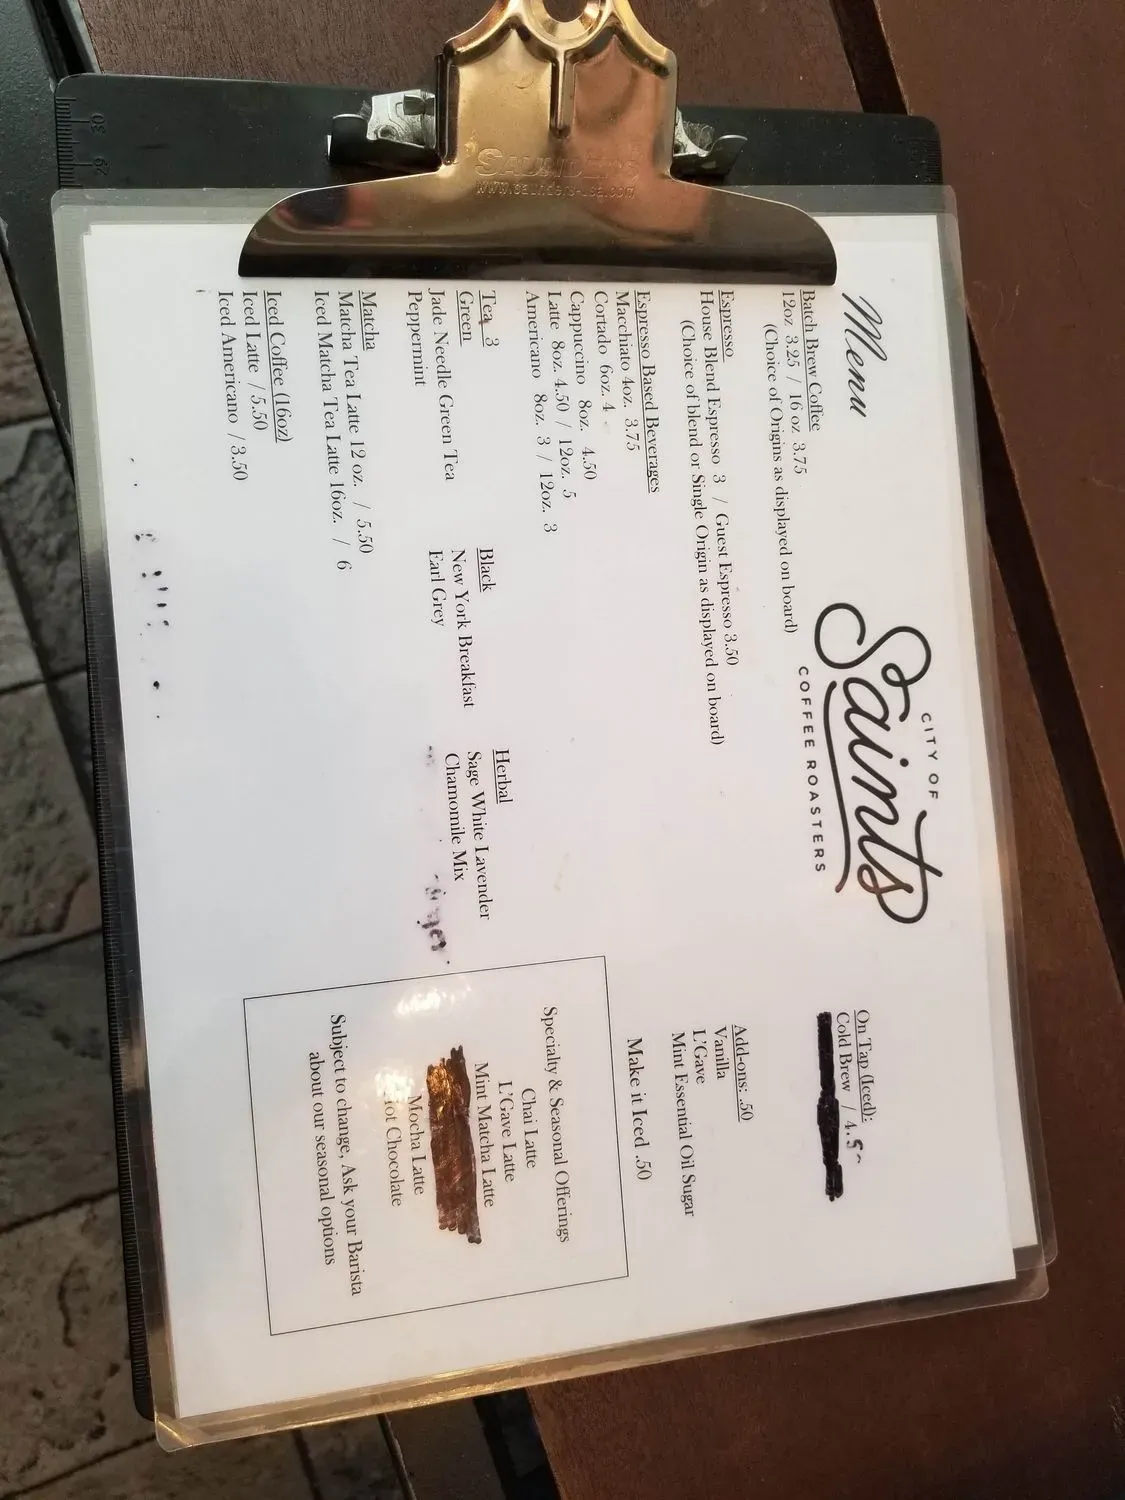 SAUNDERS
www.saunders-usa.com
Menu
CITY OF
Saints
COFFEE ROASTERS
Batch Brew Coffee
12oz 3.25 / 16 oz. 3.75
(Choice of Origins as displayed on board)
Espresso
House Blend Espresso 3 / Guest Espresso 3.50
(Choice of blend or Single Origin as displayed on board)
Espresso Based Beverages
Macchiato 4oz. 3.75
Cortado 6oz. 4
Cappuccino 8oz. 4.50
Latte 8oz. 4.50 / 12oz. 5
Americano 8oz. 3 / 12oz. 3
Tea 3
Green
Jade Needle Green Tea
Peppermint
Black
New York Breakfast
Earl Grey
Herbal
Sage White Lavender
Chamomile Mix
Matcha
Matcha Tea Latte 12 oz. / 5.50
Iced Matcha Tea Latte 16oz. / 6
Iced Coffee (16oz)
Iced Latte / 5.50
Iced Americano / 3.50
On Tap (Iced):
Cold Brew / 4.5
Add-ons: .50
Vanilla
L'Gave
Mint Essential Oil Sugar
Make it Iced .50
Specialty & Seasonal Offerings
Chai Latte
L'Gave Latte
Mint Matcha Latte
Mocha Latte
Hot Chocolate
Subject to change, Ask your Barista
about our seasonal options
30
29